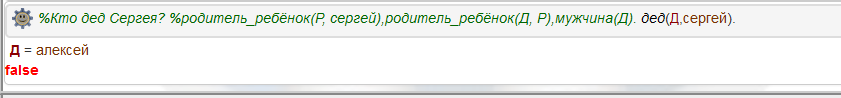 %Кто дед Сергея? %родитель_ребёнок(Р, сергей),родитель_ребёнок(Д, Р),мужчина(Д). дед(Д,сергей).
Д = алексей
false